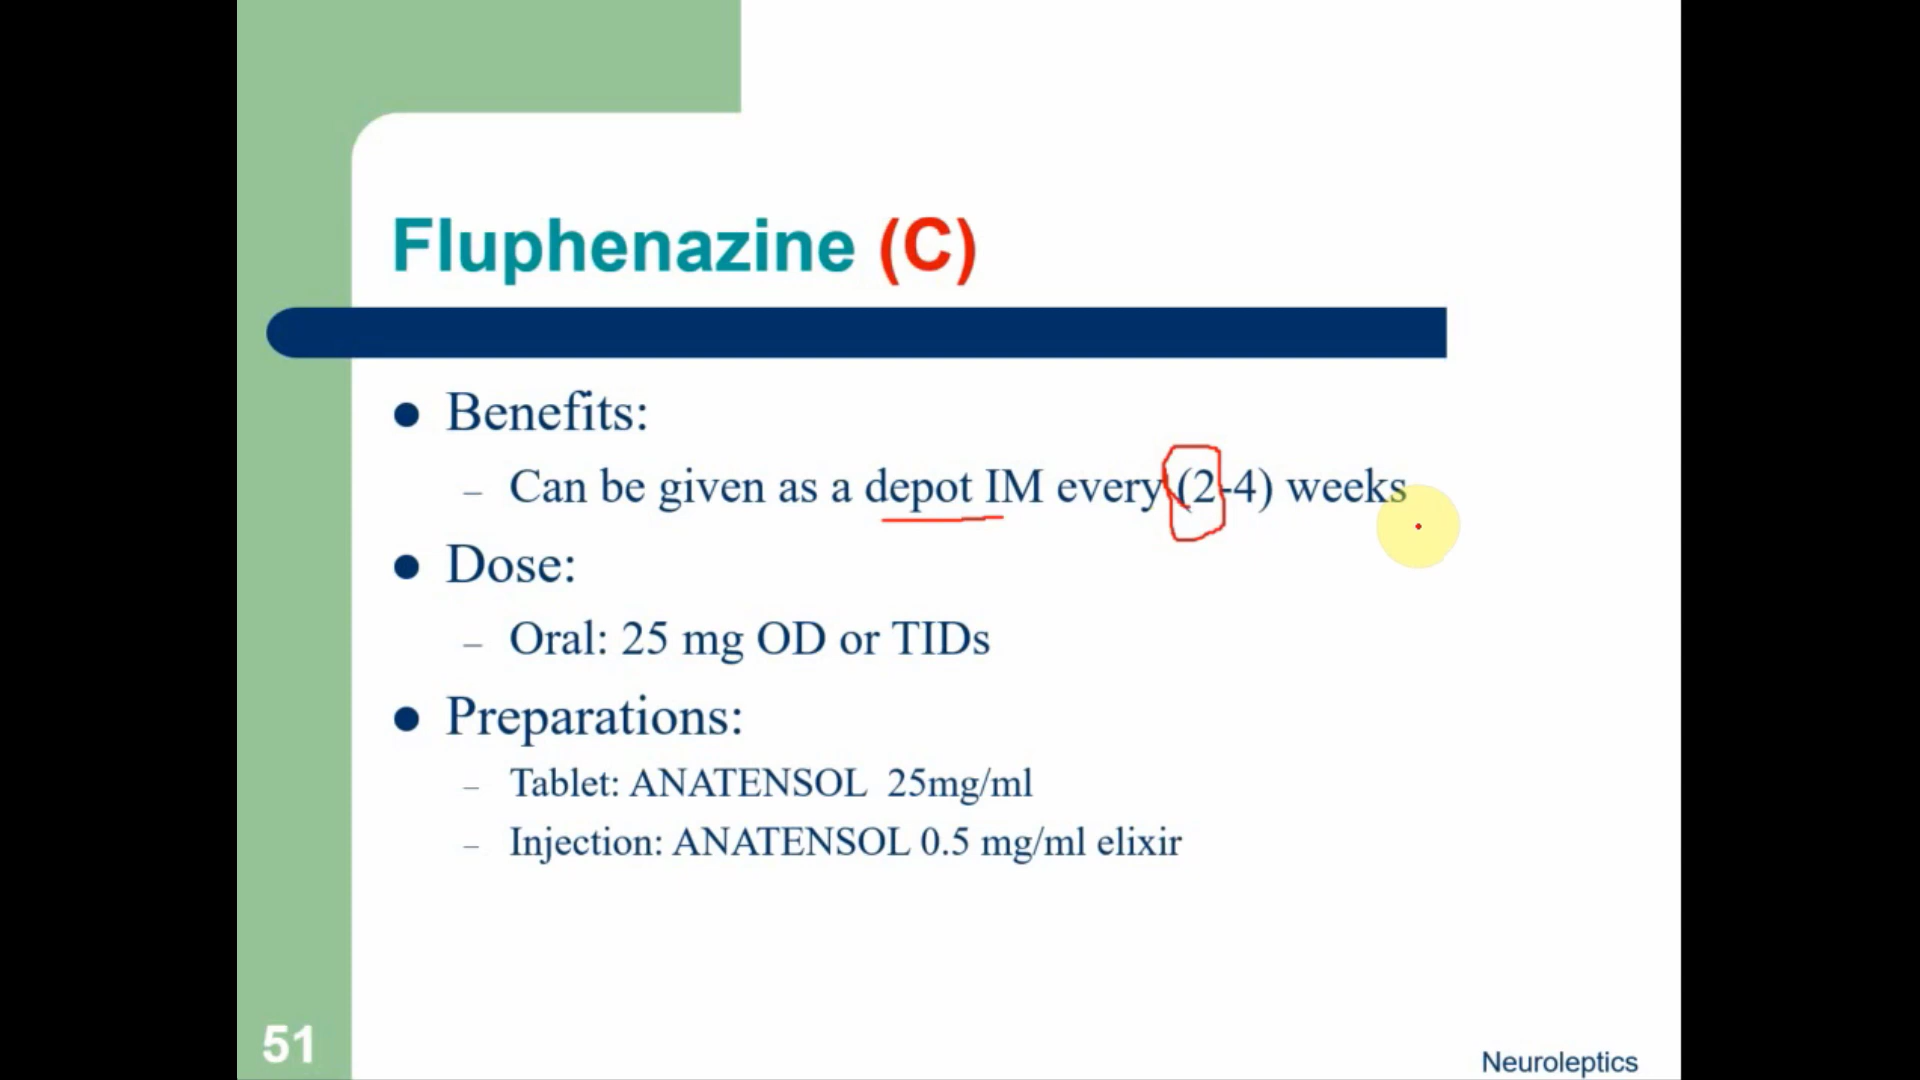 Fluphenazine (C)
Benefits:
– Can be given as a depot IM every (2-4) weeks
Dose:
– Oral: 25 mg OD or TIDs
Preparations:
– Tablet: ANATENSOL 25mg/ml
– Injection: ANATENSOL 0.5 mg/ml elixir
51
Neuroleptics